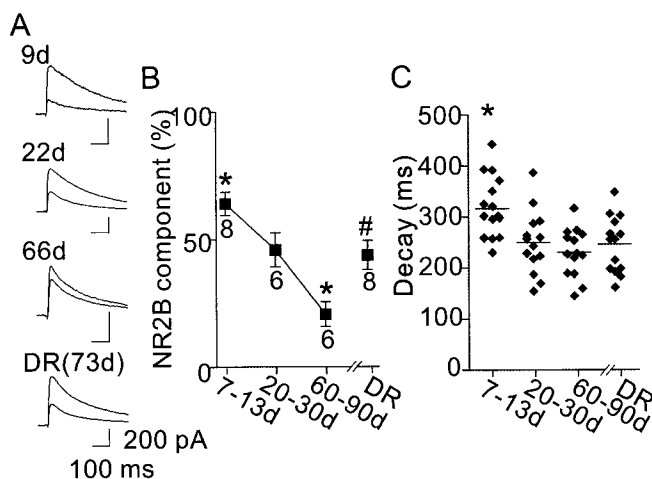 A
9d
22d
66d
DR(73d)
200 pA
100 ms
B
NR2B component (%)
100
50
0
*
8
6
*
6
#
8
7-13d
20-30d
60-90d
DR
C
Decay (ms)
500
400
300
200
100
0
*
7-13d
20-30d
60-90d
DR